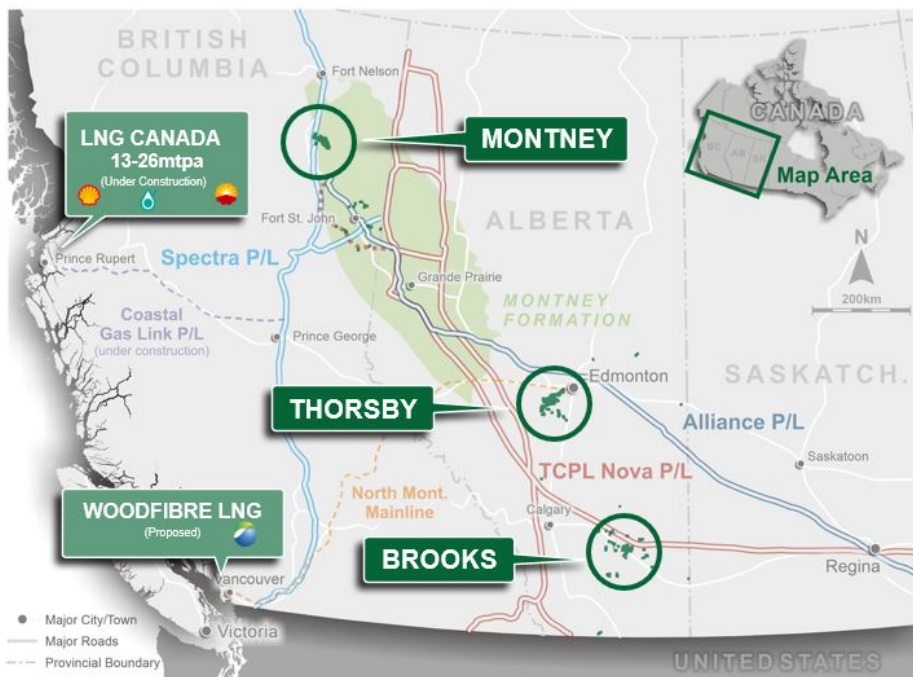 BRITISH
COLUMBIA
Fort Nelson
LNG CANADA
13-26mtpa
(Under Construction)
MONTNEY
CANADA
BC
AB
SK
Map Area
Fort St. John
ALBERTA
N
Prince Rupert
Spectra P/L
Grande Prairie
200km
Coastal
Gas Link P/L
(under construction)
MONTNEY
FORMATION
Prince George
Edmonton
SASKATCH.
THORSBY
Alliance P/L
TCPL Nova P/L
Saskatoon
North Mont.
Mainline
WOODFIBRE LNG
(Proposed)
Calgary
BROOKS
Regina
Vancouver
Major City/Town
Victoria
Major Roads
Provincial Boundary
UNITED STATES